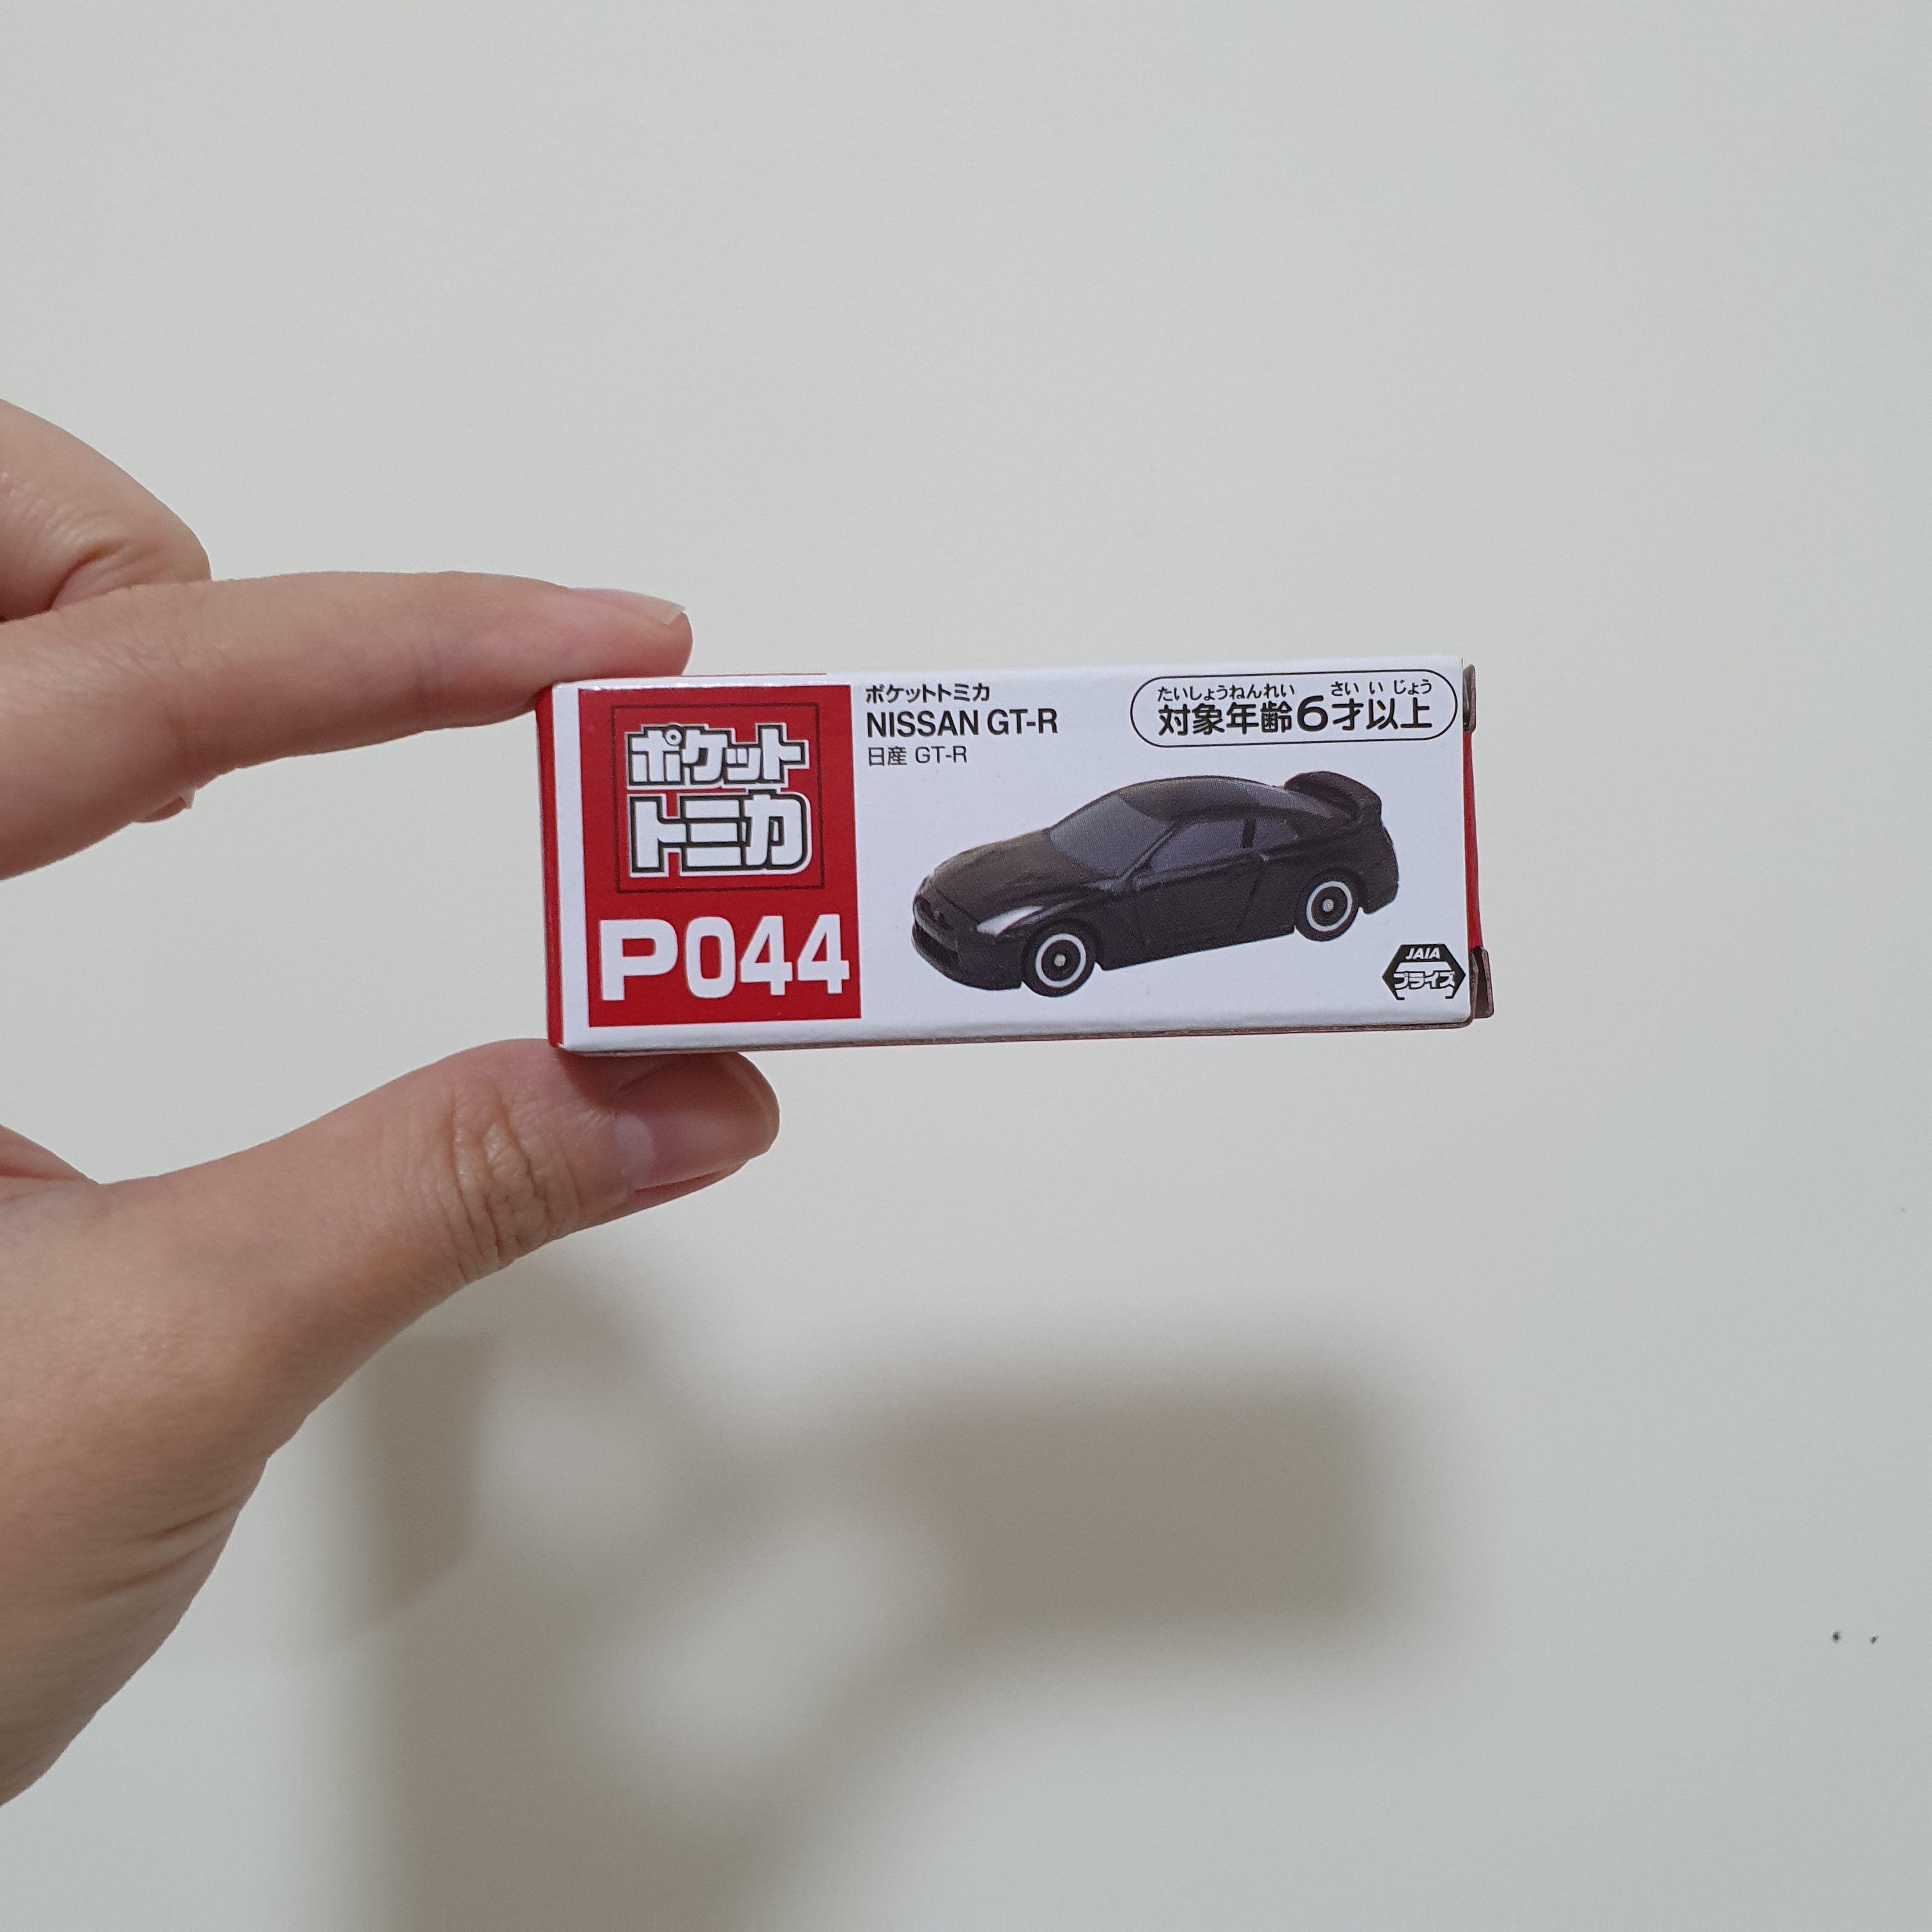 ポケット
トミカ
P044
ポケットトミカ
NISSAN GT-R
日産 GT-R
たいしょうねんれい さい い じょう
対象年齢6才以上
JAIA
プライズ